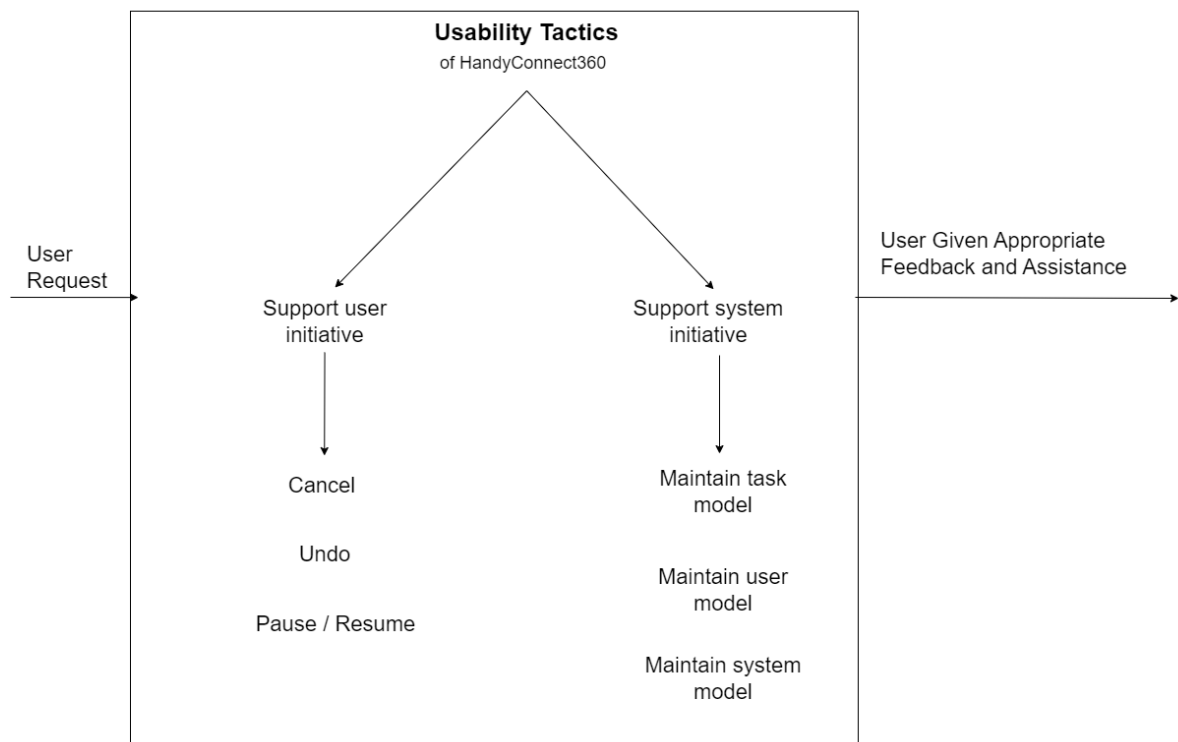 Usability Tactics
of HandyConnect360
User
Request
User Given Appropriate
Feedback and Assistance
Support user
initiative
Support system
initiative
Cancel
Undo
Pause / Resume
Maintain task
model
Maintain user
model
Maintain system
model